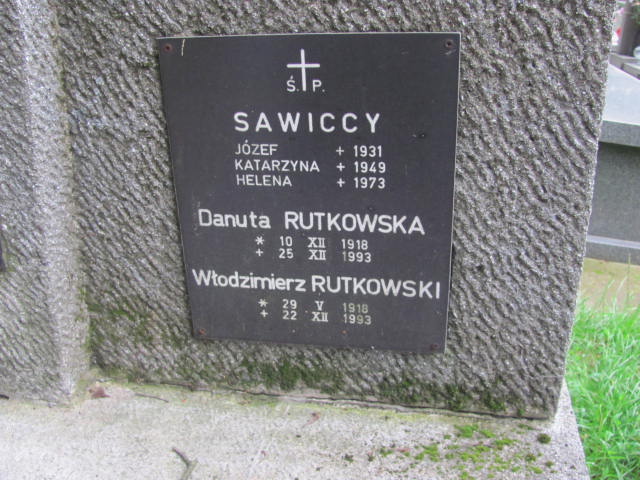 Ś. P.
SAWICCY
JÓZEF + 1931
KATARZYNA + 1949
HELENA + 1973
Danuta RUTKOWSKA
* 10 XII 1918
+ 25 XII 1993
Włodzimierz RUTKOWSKI
* 29 V 1918
+ 22 XII 1993